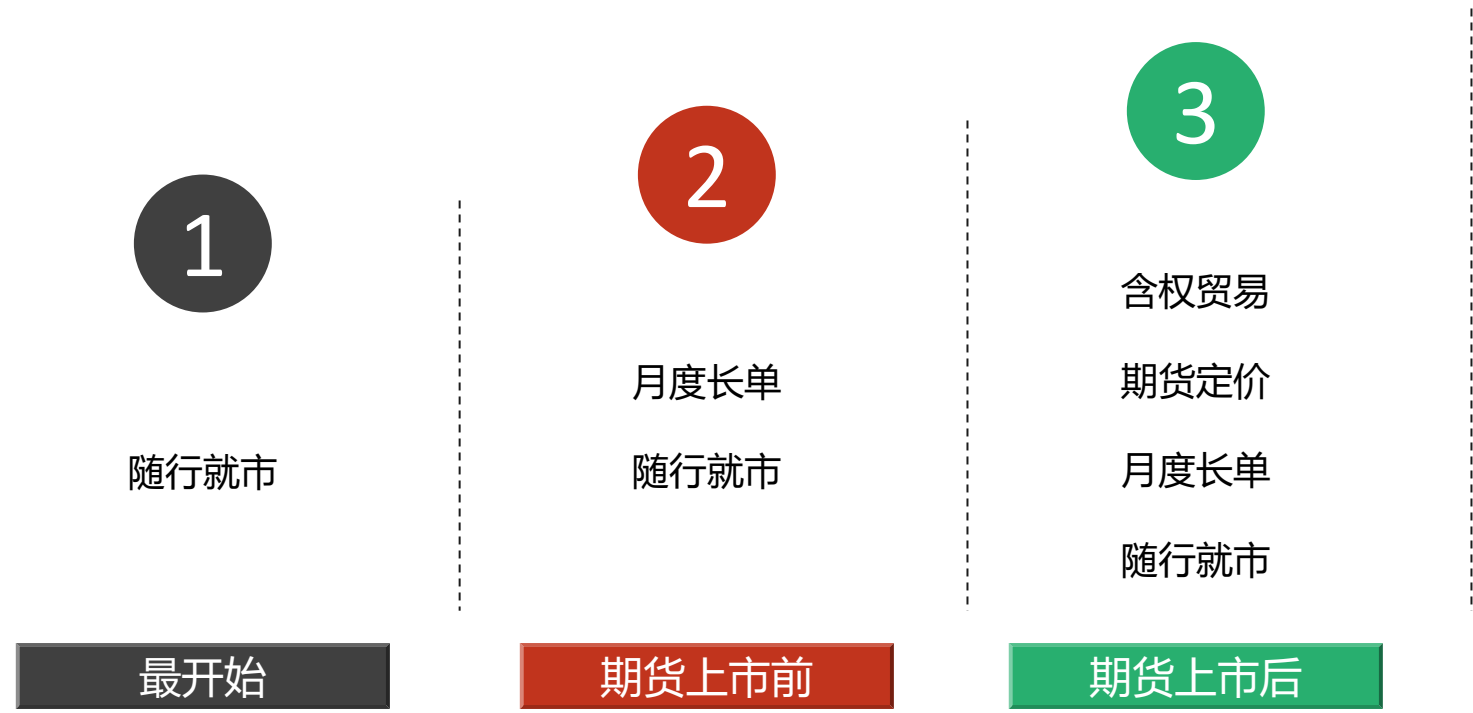 1
随行就市
最开始
2
月度长单
随行就市
期货上市前
3
含权贸易
期货定价
月度长单
随行就市
期货上市后